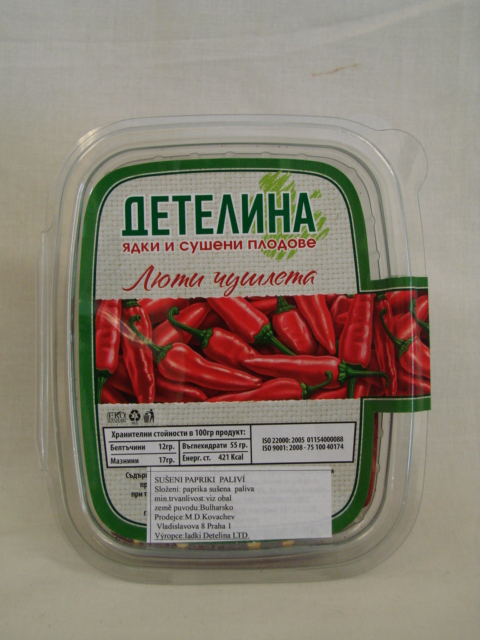 ДЕТЕЛИНА
ЯДКИ И СУШЕНИ ПЛОДОВЕ
Люти чушлета
Хранителни стойности в 100гр продукт:
Белтъчини 12гр. Въглехидрати 55 гр.
Мазнини 17гр. Енерг. ст. 421 Kcal
ISO 22000: 2005 01154000088
ISO 9001: 2008 - 75 100 40174
SUŠENI PAPRIKI PALIVÍ
Složeni: paprika sušena paliva
min.trvanlivost:viz obal
země puvodu:Bulharsko
Prodejce:M.D.Kovachev
Vladislavova 8 Praha 1
Výropce:Iadki Detelina LTD.